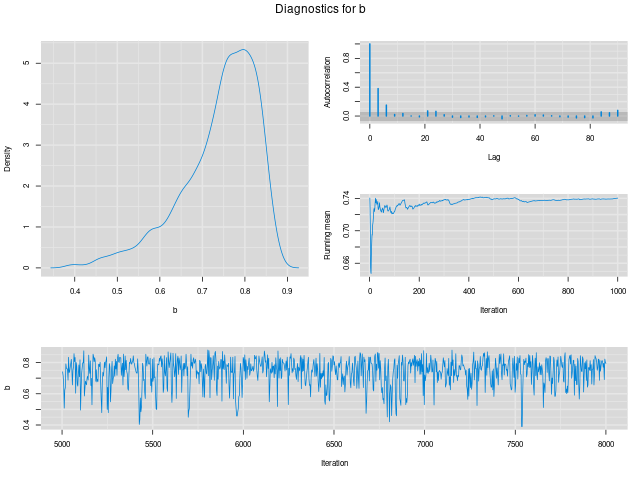 Diagnostics for b
Density
5
4
3
2
1
0
0.4 0.5 0.6 0.7 0.8 0.9
b
Autocorrelation
0.8
0.4
0.0
0 20 40 60 80
Lag
Running mean
0.74
0.70
0.66
0 200 400 600 800 1000
Iteration
b
0.8
0.6
0.4
5000 5500 6000 6500 7000 7500 8000
Iteration